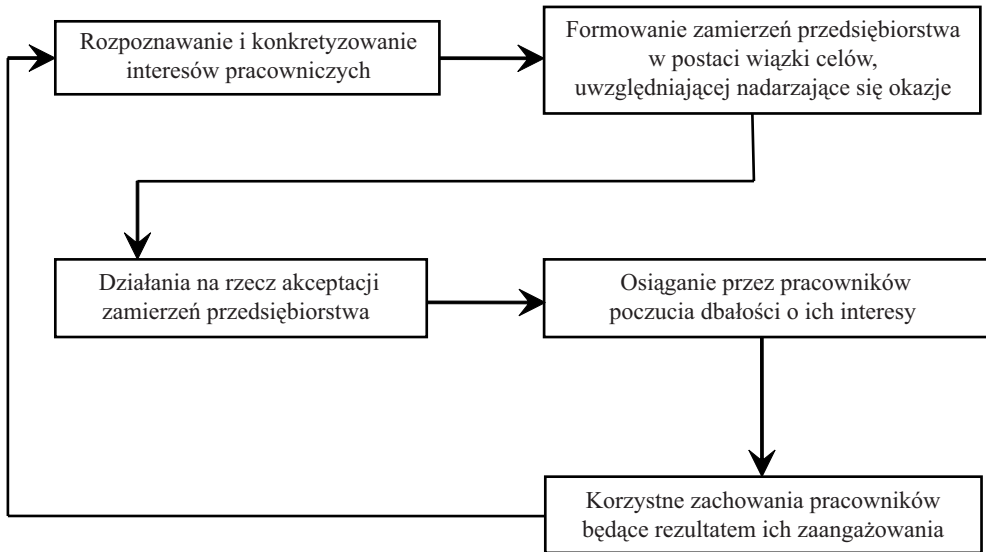 Rozpoznawanie i konkretyzowanie
interesów pracowniczych
Formowanie zamierzeń przedsiębiorstwa
w postaci wiązki celów,
uwzględniającej nadarzające się okazje
Działania na rzecz akceptacji
zamierzeń przedsiębiorstwa
Osiąganie przez pracowników
poczucia dbałości o ich interesy
Korzystne zachowania pracowników
będące rezultatem ich zaangażowania